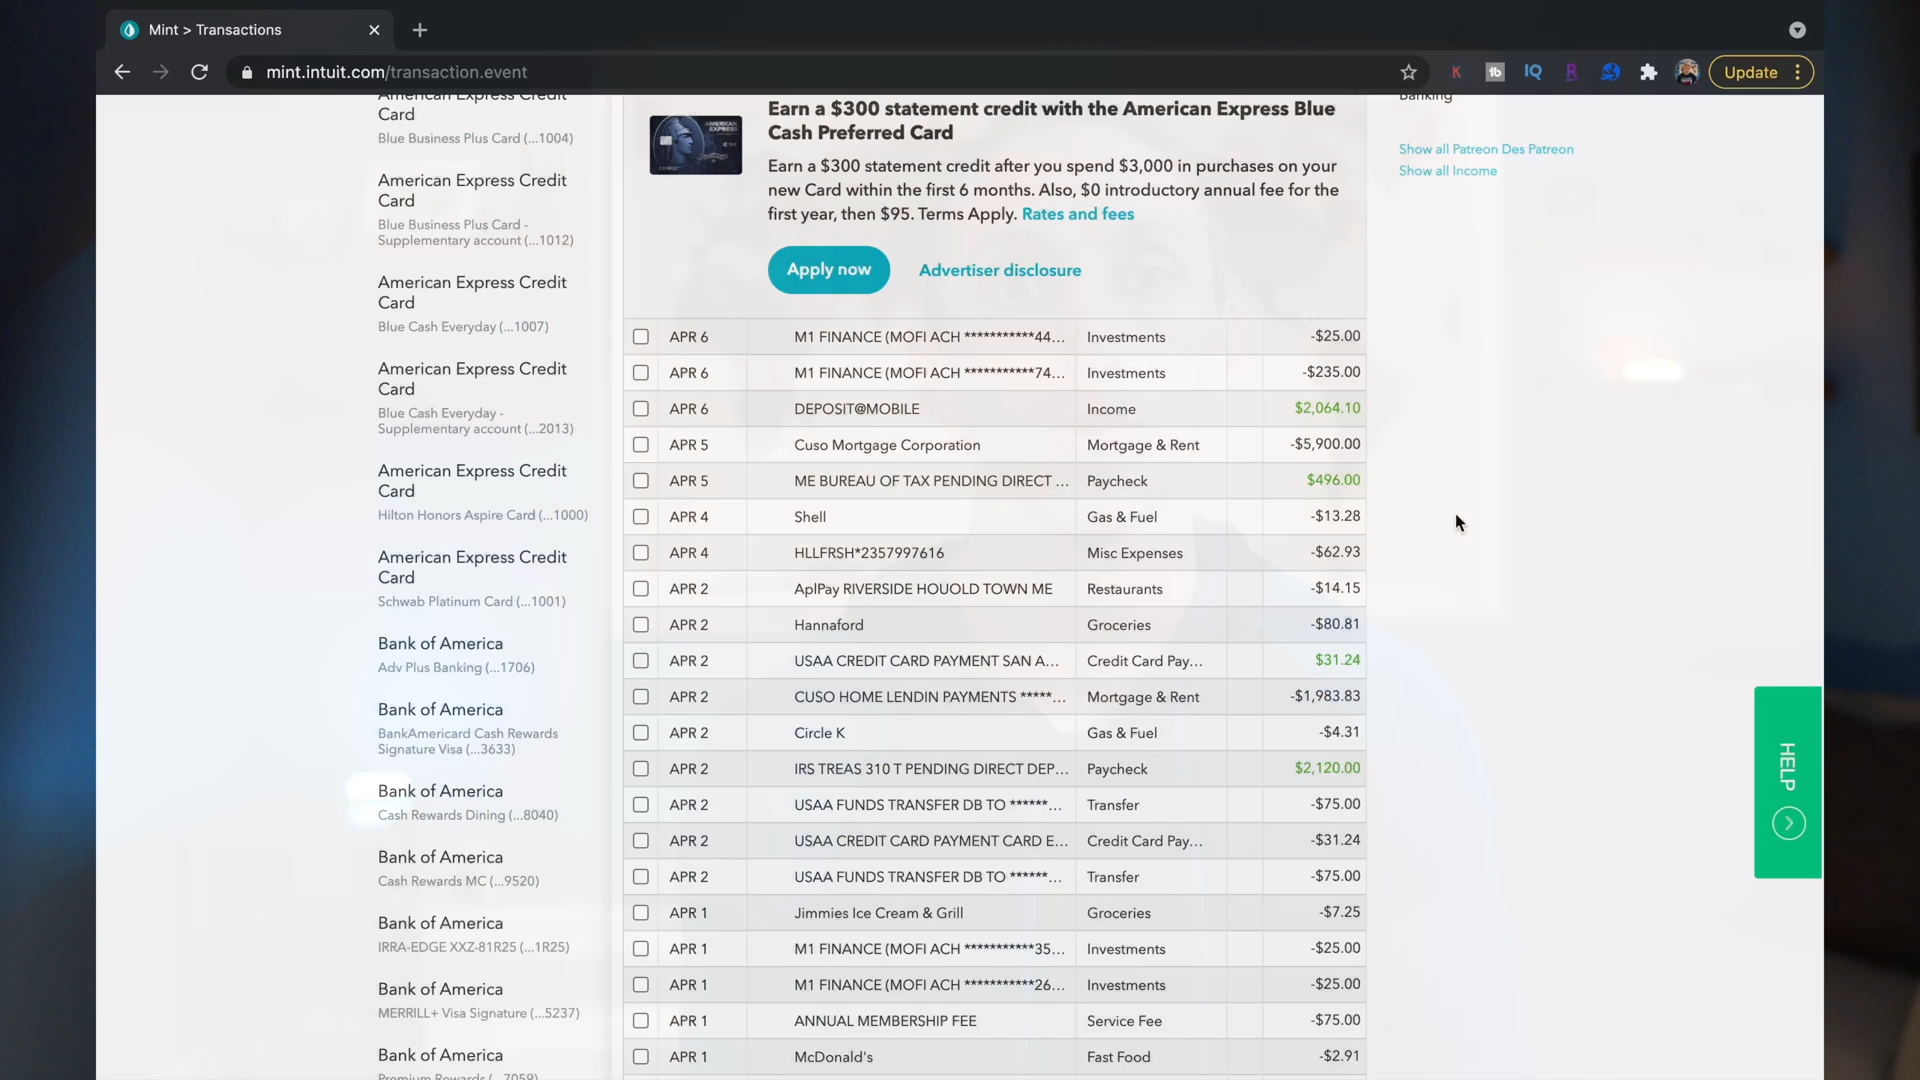 Mint > Transactions
mint.intuit.com/transaction.event
Update
American Express Credit
Card
Blue Business Plus Card (...1004)
American Express Credit
Card
Blue Business Plus Card -
Supplementary account (...1012)
American Express Credit
Card
Blue Cash Everyday (...1007)
American Express Credit
Card
Blue Cash Everyday -
Supplementary account (...2013)
American Express Credit
Card
Hilton Honors Aspire Card (...1000)
American Express Credit
Card
Schwab Platinum Card (...1001)
Bank of America
Adv Plus Banking (...1706)
Bank of America
BankAmericard Cash Rewards
Signature Visa (...3633)
Bank of America
Cash Rewards Dining (...8040)
Bank of America
Cash Rewards MC (...9520)
Bank of America
IRRA-EDGE XXZ-81R25 (...1R25)
Bank of America
MERRILL+ Visa Signature (...5237)
Bank of America
Premium Rewards (...7059)
AMERICAN EXPRESS
Earn a $300 statement credit with the American Express Blue
Cash Preferred Card
Earn a $300 statement credit after you spend $3,000 in purchases on your
new Card within the first 6 months. Also, $0 introductory annual fee for the
first year, then $95. Terms Apply. Rates and fees
Apply now Advertiser disclosure
APR 6 M1 FINANCE (MOFI ACH ***********44... Investments -$25.00
APR 6 M1 FINANCE (MOFI ACH ***********74... Investments -$235.00
APR 6 DEPOSIT@MOBILE Income $2,064.10
APR 5 Cuso Mortgage Corporation Mortgage & Rent -$5,900.00
APR 5 ME BUREAU OF TAX PENDING DIRECT ... Paycheck $496.00
APR 4 Shell Gas & Fuel -$13.28
APR 4 HLLFRSH*2357997616 Misc Expenses -$62.93
APR 2 AplPay RIVERSIDE HOUOLD TOWN ME Restaurants -$14.15
APR 2 Hannaford Groceries -$80.81
APR 2 USAA CREDIT CARD PAYMENT SAN A... Credit Card Pay... $31.24
APR 2 CUSO HOME LENDIN PAYMENTS *****... Mortgage & Rent -$1,983.83
APR 2 Circle K Gas & Fuel -$4.31
APR 2 IRS TREAS 310 T PENDING DIRECT DEP... Paycheck $2,120.00
APR 2 USAA FUNDS TRANSFER DB TO ******... Transfer -$75.00
APR 2 USAA CREDIT CARD PAYMENT CARD E... Credit Card Pay... -$31.24
APR 2 USAA FUNDS TRANSFER DB TO ******... Transfer -$75.00
APR 1 Jimmies Ice Cream & Grill Groceries -$7.25
APR 1 M1 FINANCE (MOFI ACH ***********35... Investments -$25.00
APR 1 M1 FINANCE (MOFI ACH ***********26... Investments -$25.00
APR 1 ANNUAL MEMBERSHIP FEE Service Fee -$75.00
APR 1 McDonald's Fast Food -$2.91
Banking
Show all Patreon Des Patreon
Show all Income
HELP